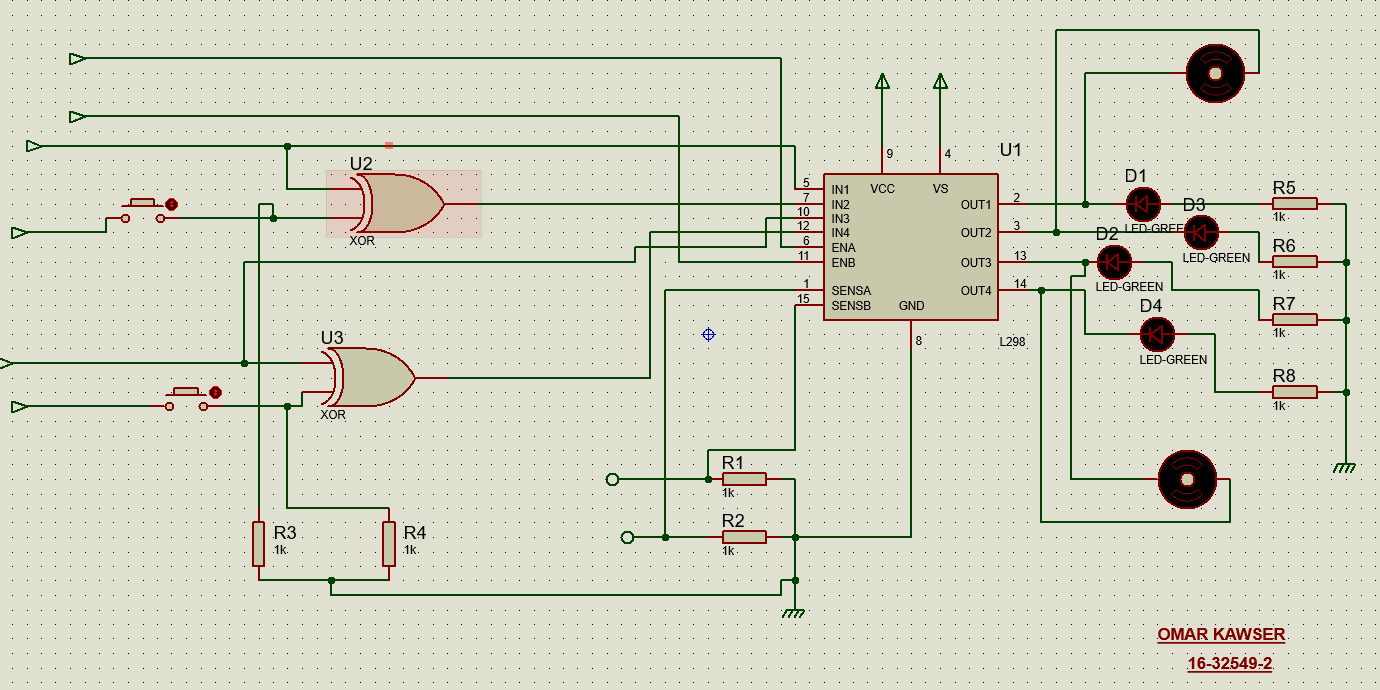 U2
XOR
U3
XOR
R3
1k
R4
1k
R1
1k
R2
1k
9
4
U1
VCC
VS
5
IN1
7
IN2
10
IN3
12
IN4
6
ENA
11
ENB
1
SENSA
15
SENSB
GND
8
OUT1
2
OUT2
3
OUT3
13
OUT4
14
L298
D1
LED-GREE
D3
LED-GREEN
D2
LED-GREEN
D4
LED-GREEN
R5
1k
R6
1k
R7
1k
R8
1k
OMAR KAWSER
16-32549-2